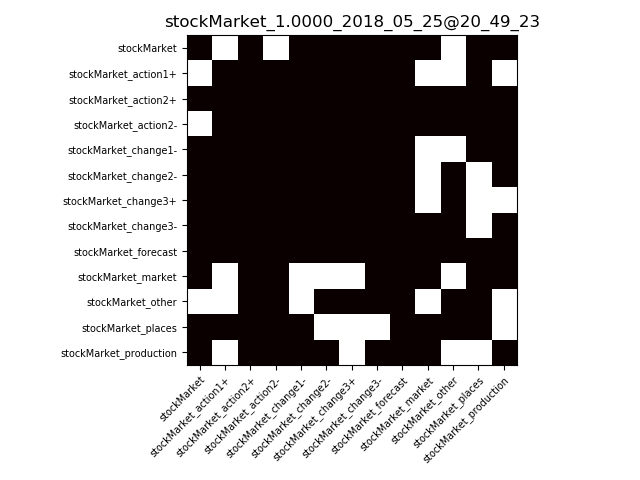 stockMarket_1.0000_2018_05_25@20_49_23
stockMarket
stockMarket_action1+
stockMarket_action2+
stockMarket_action2-
stockMarket_change1-
stockMarket_change2-
stockMarket_change3+
stockMarket_change3-
stockMarket_forecast
stockMarket_market
stockMarket_other
stockMarket_places
stockMarket_production
stockMarket
stockMarket_action1+
stockMarket_action2+
stockMarket_action2-
stockMarket_change1-
stockMarket_change2-
stockMarket_change3+
stockMarket_change3-
stockMarket_forecast
stockMarket_market
stockMarket_other
stockMarket_places
stockMarket_production